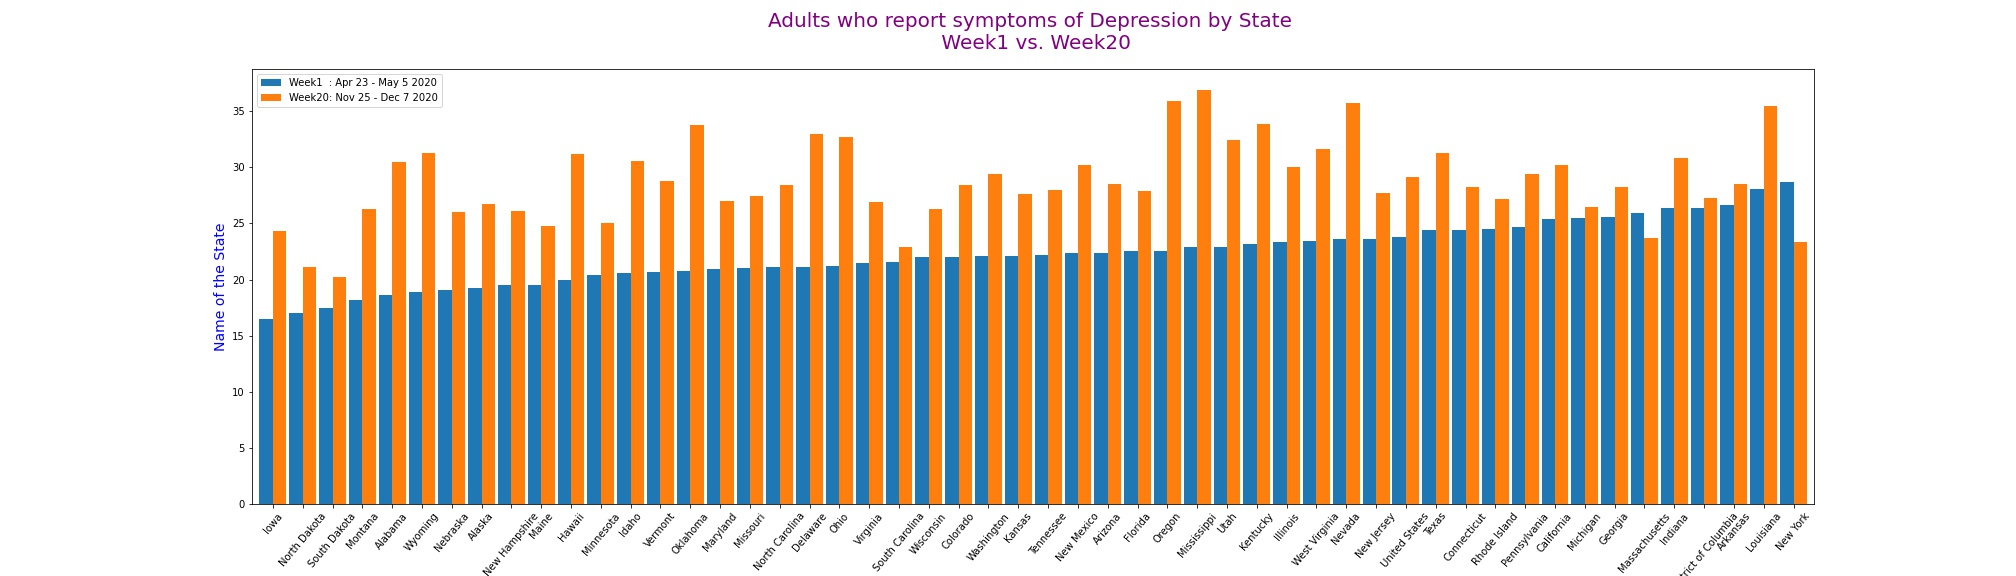 Adults who report symptoms of Depression by State
Week1 vs. Week20
Week1 : Apr 23 - May 5 2020
Week20: Nov 25 - Dec 7 2020
Name of the State
35
30
25
20
15
10
5
0
Iowa
North Dakota
South Dakota
Montana
Alabama
Wyoming
Nebraska
Alaska
New Hampshire
Maine
Hawaii
Minnesota
Idaho
Vermont
Oklahoma
Maryland
Missouri
North Carolina
Delaware
Ohio
Virginia
South Carolina
Wisconsin
Colorado
Washington
Kansas
Tennessee
New Mexico
Arizona
Florida
Oregon
Mississippi
Utah
Kentucky
Illinois
West Virginia
Nevada
New Jersey
United States
Texas
Connecticut
Rhode Island
Pennsylvania
California
Michigan
Georgia
Massachusetts
Indiana
of Columbia
Arkansas
Louisiana
New York